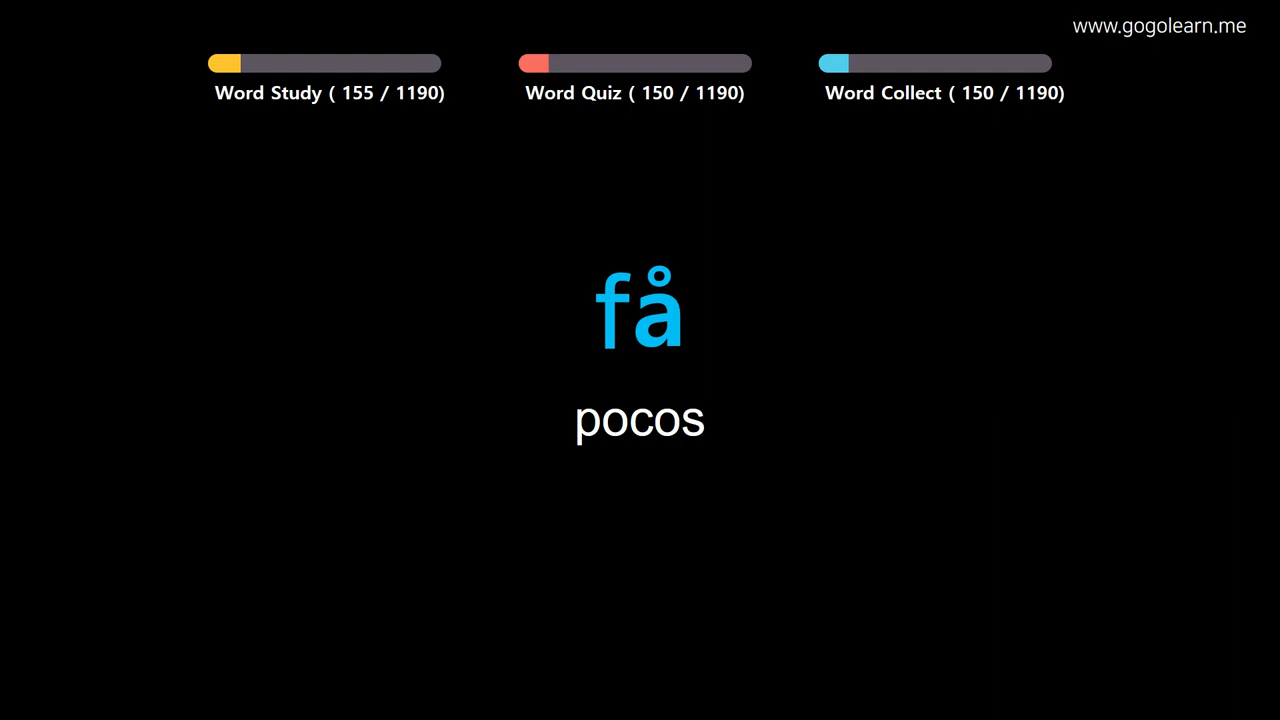 www.gogolearn.me
Word Study ( 155 / 1190)
Word Quiz ( 150 / 1190)
Word Collect ( 150 / 1190)
få
pocos